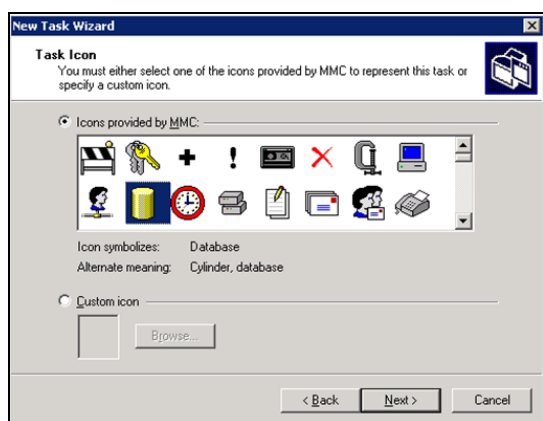 New Task Wizard
Task Icon
You must either select one of the icons provided by MMC to represent this task or
specify a custom icon.
Icons provided by MMC:
Icon symbolizes: Database
Alternate meaning: Cylinder, database
Custom icon
Browse...
< Back Next > Cancel